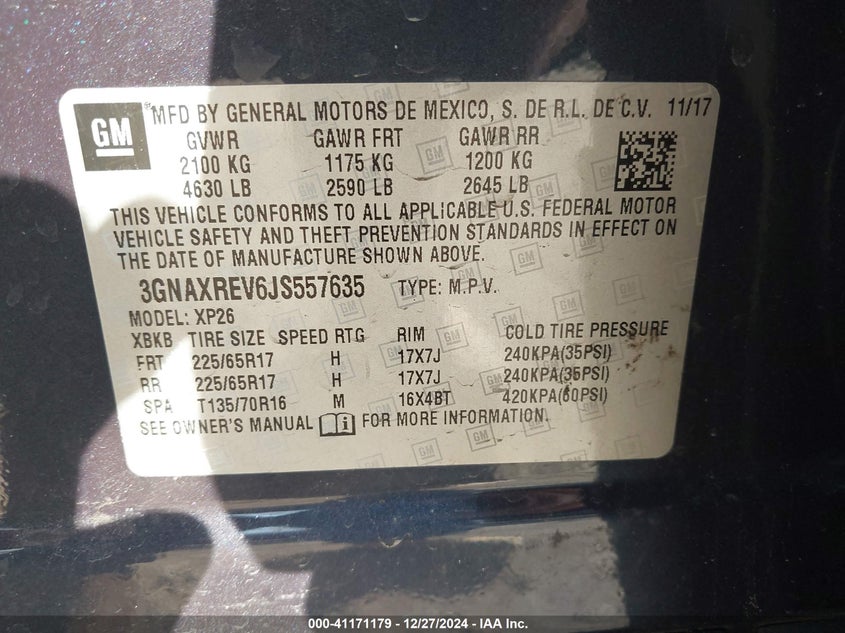 GM ® MFD BY GENERAL MOTORS DE MEXICO, S. DE R.L. DE C.V. 11/17
GVWR GAWR FRT GAWR RR
2100 KG 1175 KG 1200 KG
4630 LB 2590 LB 2645 LB
THIS VEHICLE CONFORMS TO ALL APPLICABLE U.S. FEDERAL MOTOR
VEHICLE SAFETY AND THEFT PREVENTION STANDARDS IN EFFECT ON
THE DATE OF MANUFACTURE SHOWN ABOVE.
3GNAXREV6JS557635 TYPE: M.P.V.
MODEL: XP26
XBKB TIRE SIZE SPEED RTG RIM COLD TIRE PRESSURE
FRT 225/65R17 H 17X7J 240KPA(35PSI)
RR 225/65R17 H 17X7J 240KPA(35PSI)
SPA T135/70R16 M 16X4BT 420KPA(60PSI)
SEE OWNER'S MANUAL i FOR MORE INFORMATION.
000-41171179 • 12/27/2024 - IAA Inc.